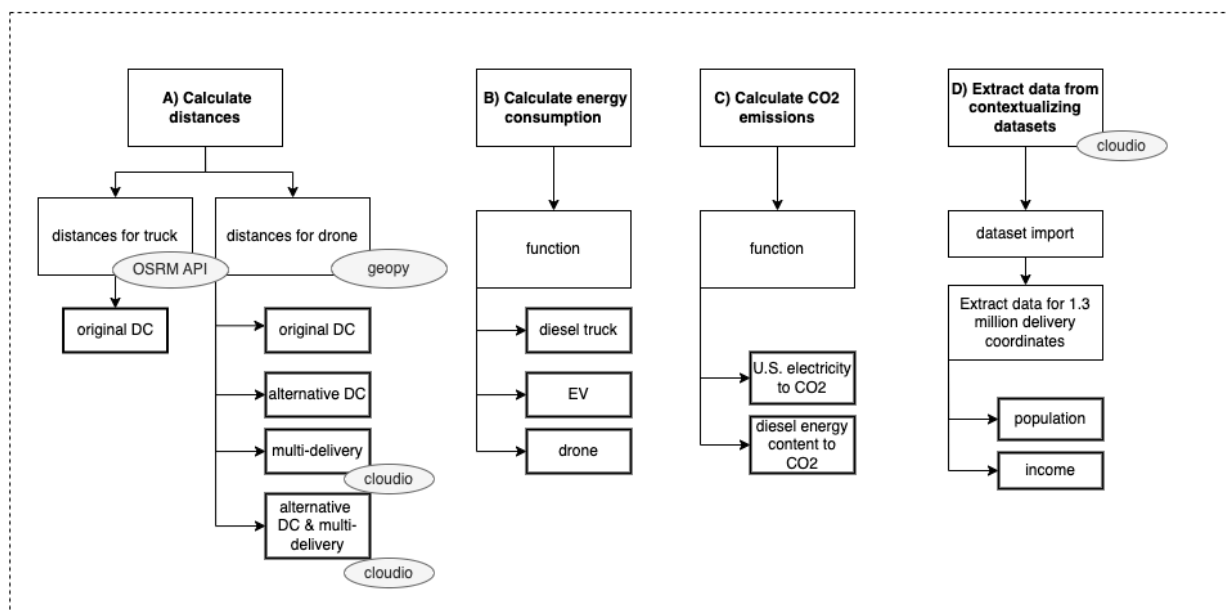 A) Calculate
distances
distances for truck
OSRM API
original DC
distances for drone
geopy
original DC
alternative DC
multi-delivery
cloudio
alternative
DC & multi-
delivery
cloudio
B) Calculate energy
consumption
function
diesel truck
EV
drone
C) Calculate CO2
emissions
function
U.S. electricity
to CO2
diesel energy
content to
CO2
D) Extract data from
contextualizing
datasets
cloudio
dataset import
Extract data for 1.3
million delivery
coordinates
population
income